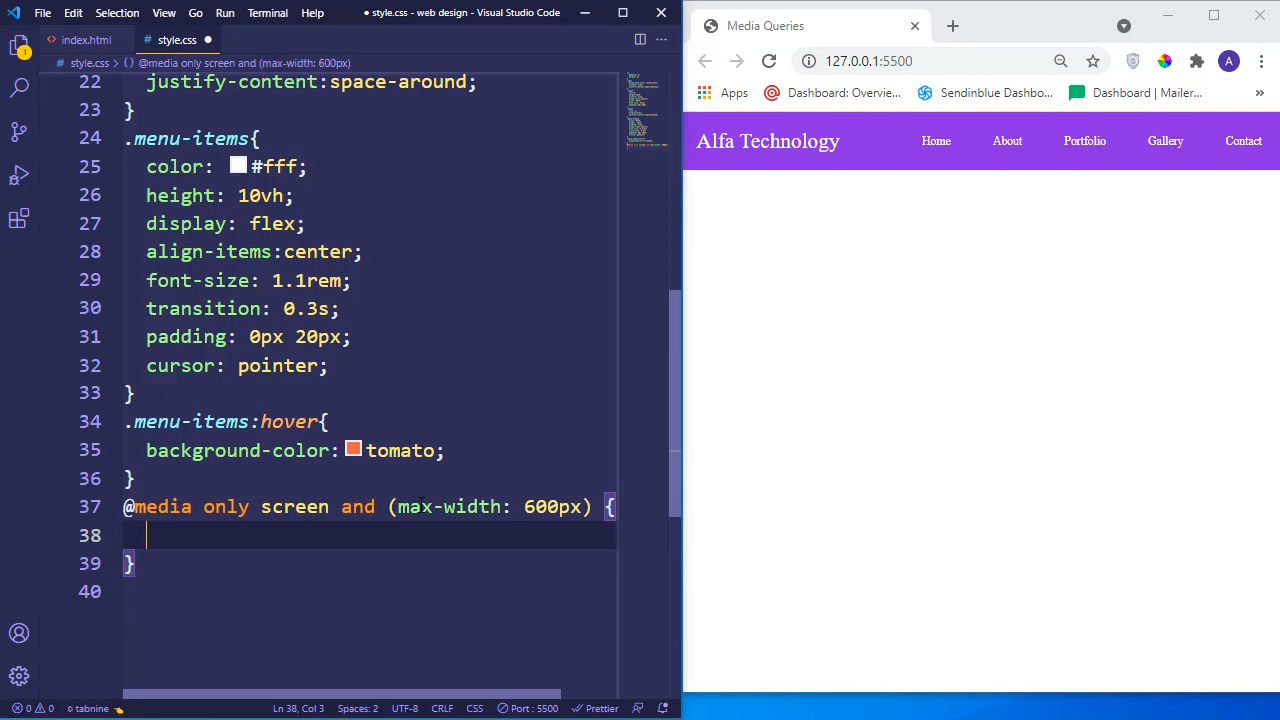 File Edit Selection View Go Run Terminal Help ● style.css - web design - Visual Studio Code
index.html style.css ●
style.css > {} @media only screen and (max-width: 600px)
22 justify-content:space-around;
23 }
24 .menu-items{
25 color: #fff;
26 height: 10vh;
27 display: flex;
28 align-items:center;
29 font-size: 1.1rem;
30 transition: 0.3s;
31 padding: 0px 20px;
32 cursor: pointer;
33 }
34 .menu-items:hover{
35 background-color: tomato;
36 }
37 @media only screen and (max-width: 600px) {
38
39 }
40
1
0 0 tabnine Ln 38, Col 3 Spaces: 2 UTF-8 CRLF CSS Port : 5500 Prettier
Media Queries
127.0.0.1:5500 A
Apps Dashboard: Overvie... Sendinblue Dashbo... Dashboard | Mailer... »
Alfa Technology Home About Portfolio Gallery Contact